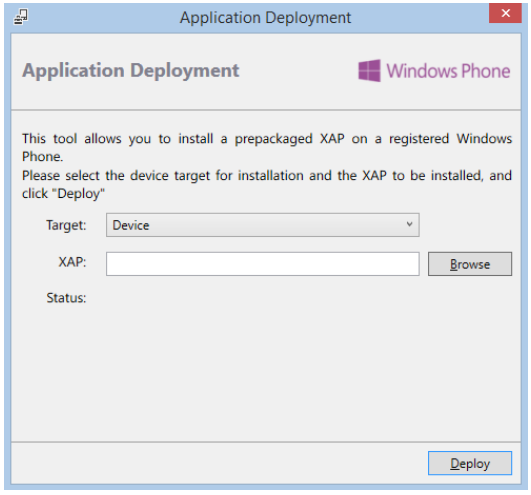 Application Deployment
Application Deployment
Windows Phone
This tool allows you to install a prepackaged XAP on a registered Windows
Phone.
Please select the device target for installation and the XAP to be installed, and
click "Deploy"
Target:
Device
XAP:
Browse
Status:
Deploy